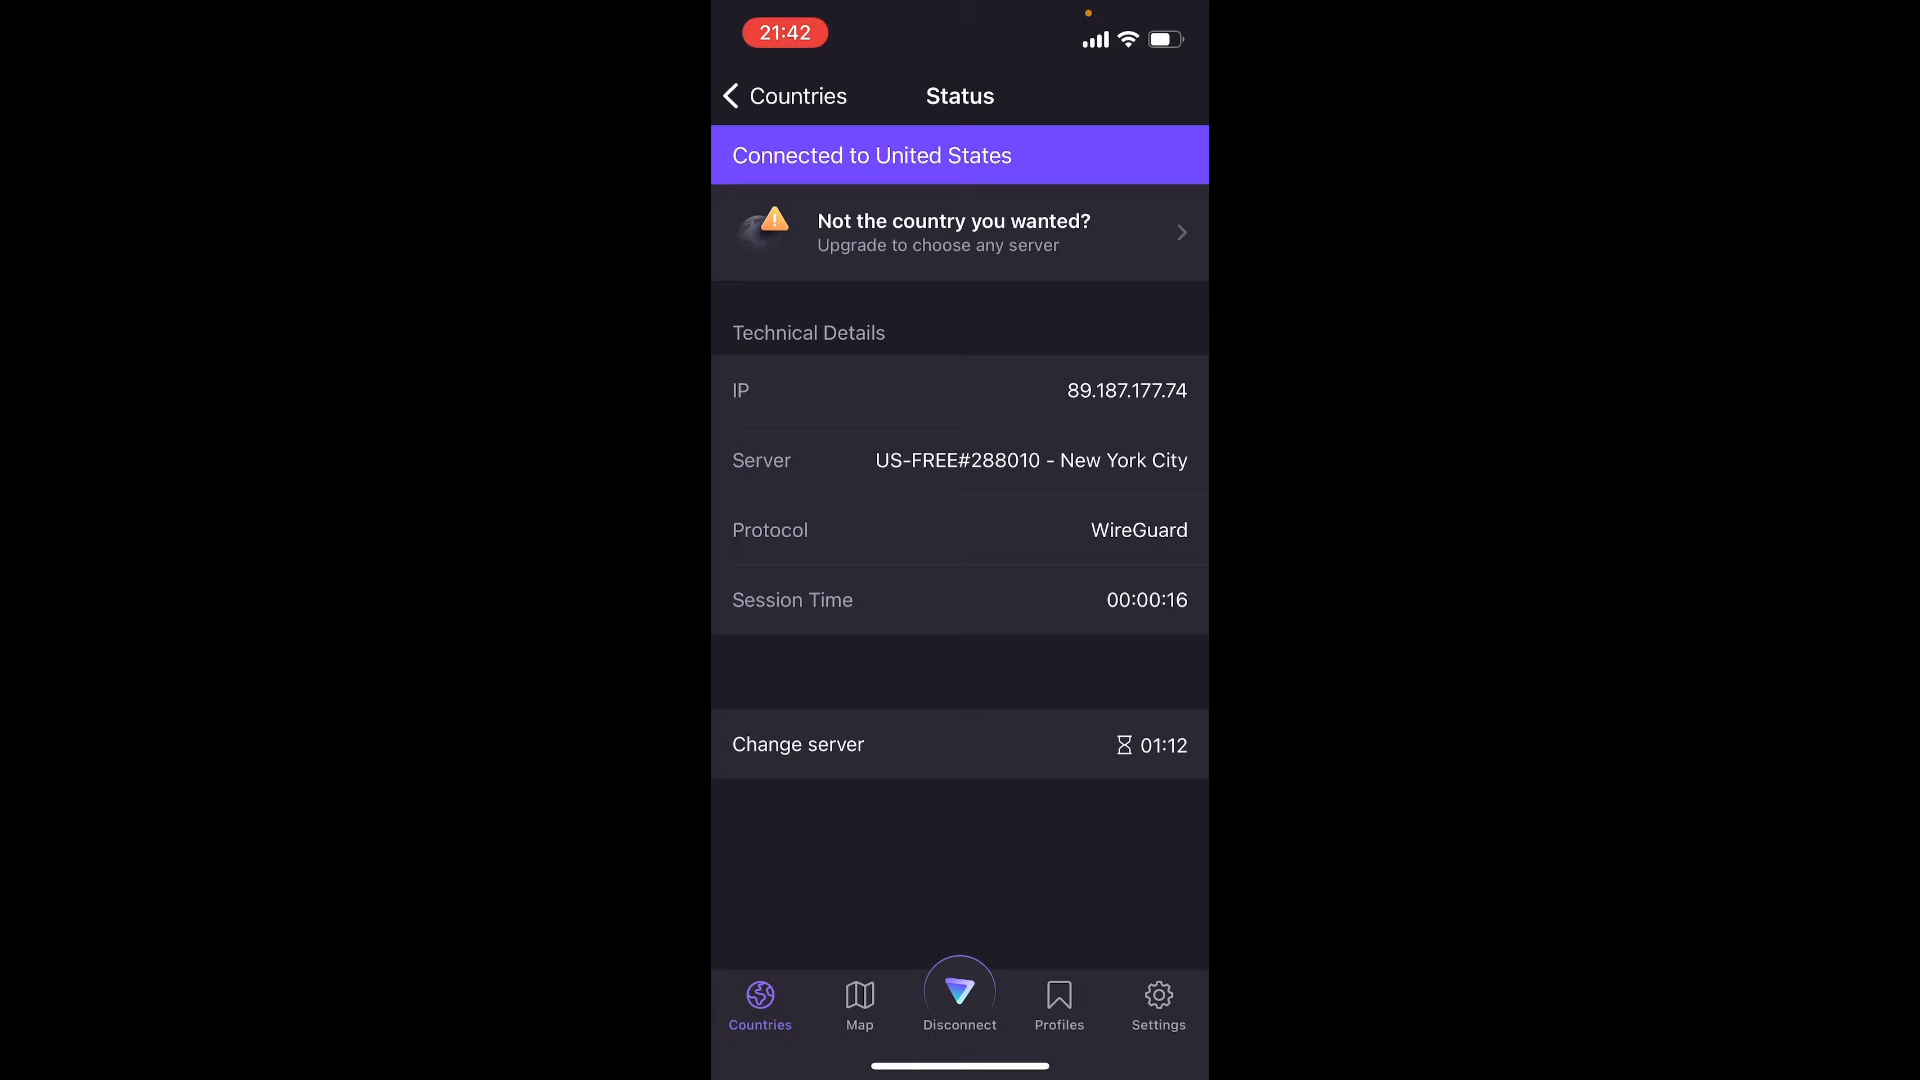 21:42
Countries
Status
Connected to United States
Not the country you wanted?
Upgrade to choose any server
Technical Details
IP 89.187.177.74
Server US-FREE#288010 - New York City
Protocol WireGuard
Session Time 00:00:16
Change server 01:12
Countries Map Disconnect Profiles Settings